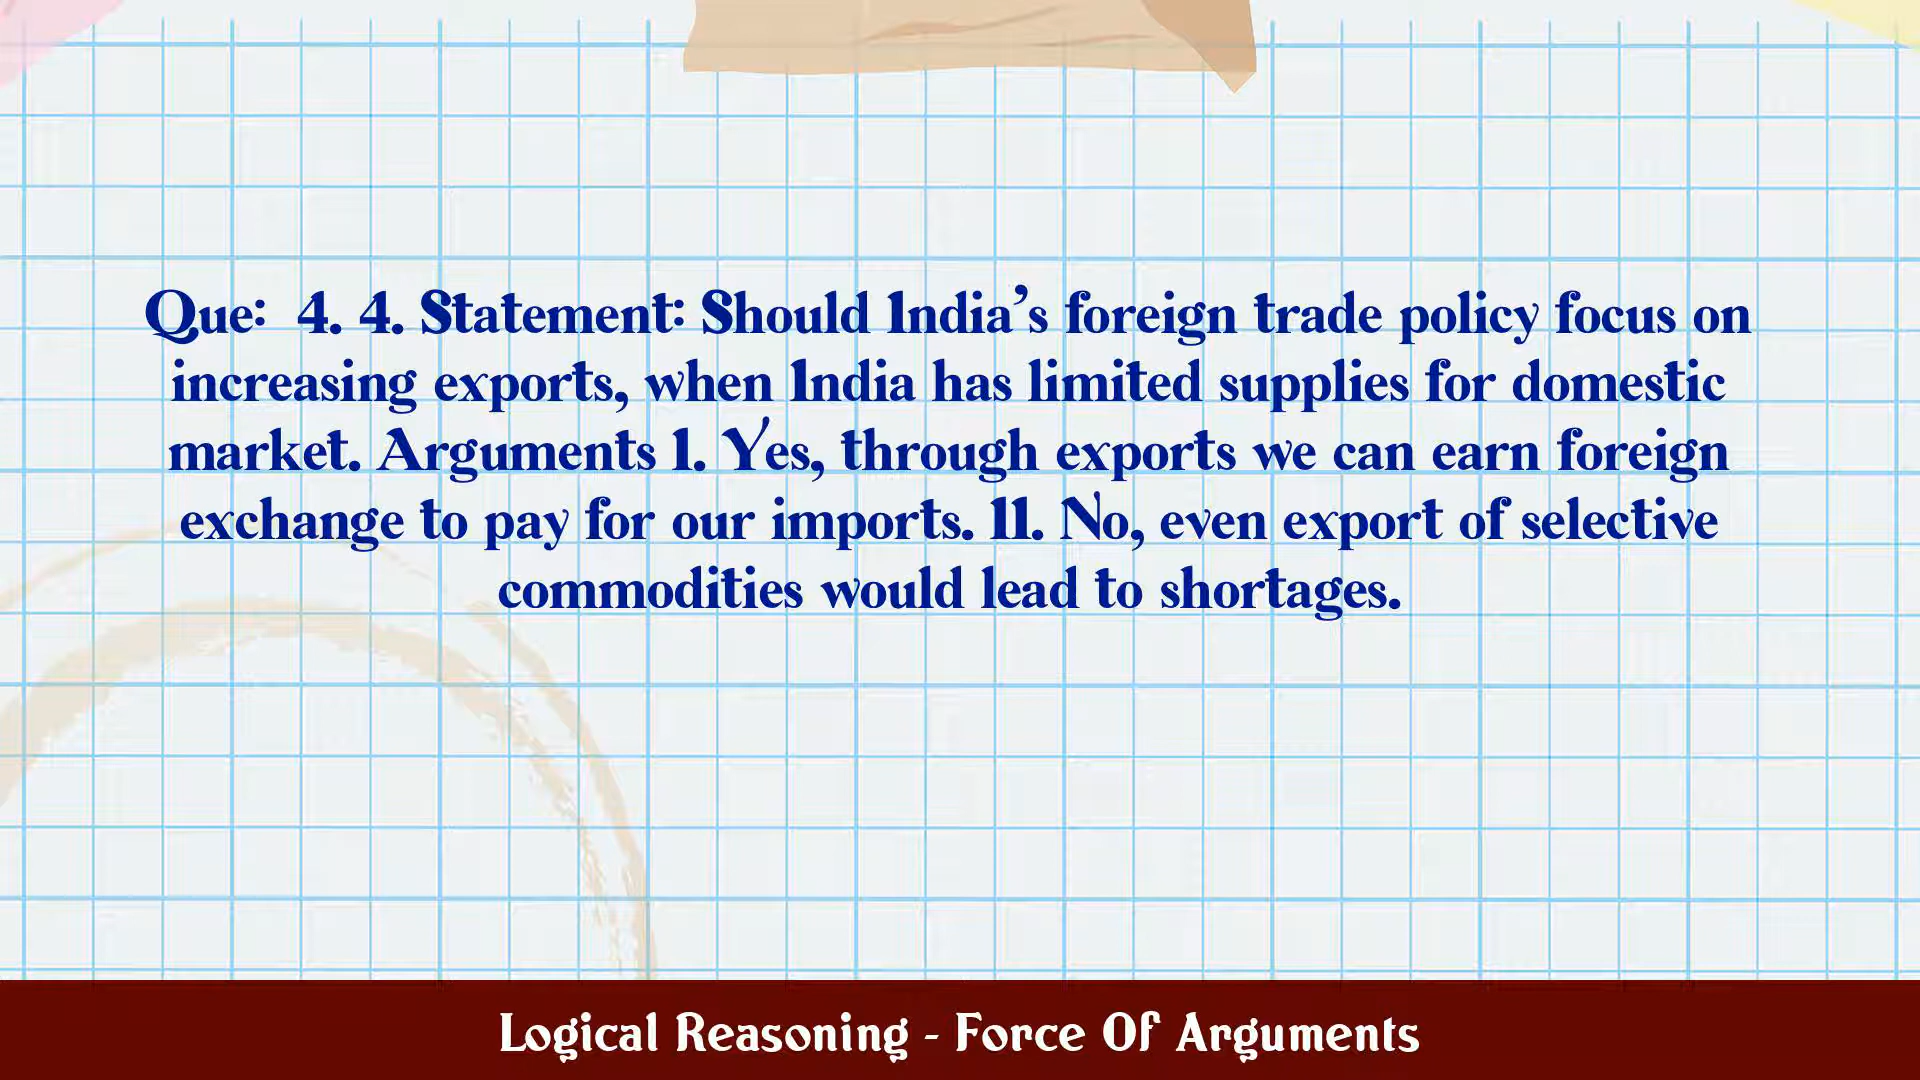 Que:  4. 4. Statement: Should India's foreign trade policy focus on
increasing exports, when India has limited supplies for domestic
market. Arguments 1. Yes, through exports we can earn foreign
exchange to pay for our imports. 11. No, even export of selective
commodities would lead to shortages.
Logical Reasoning - Force Of Arguments